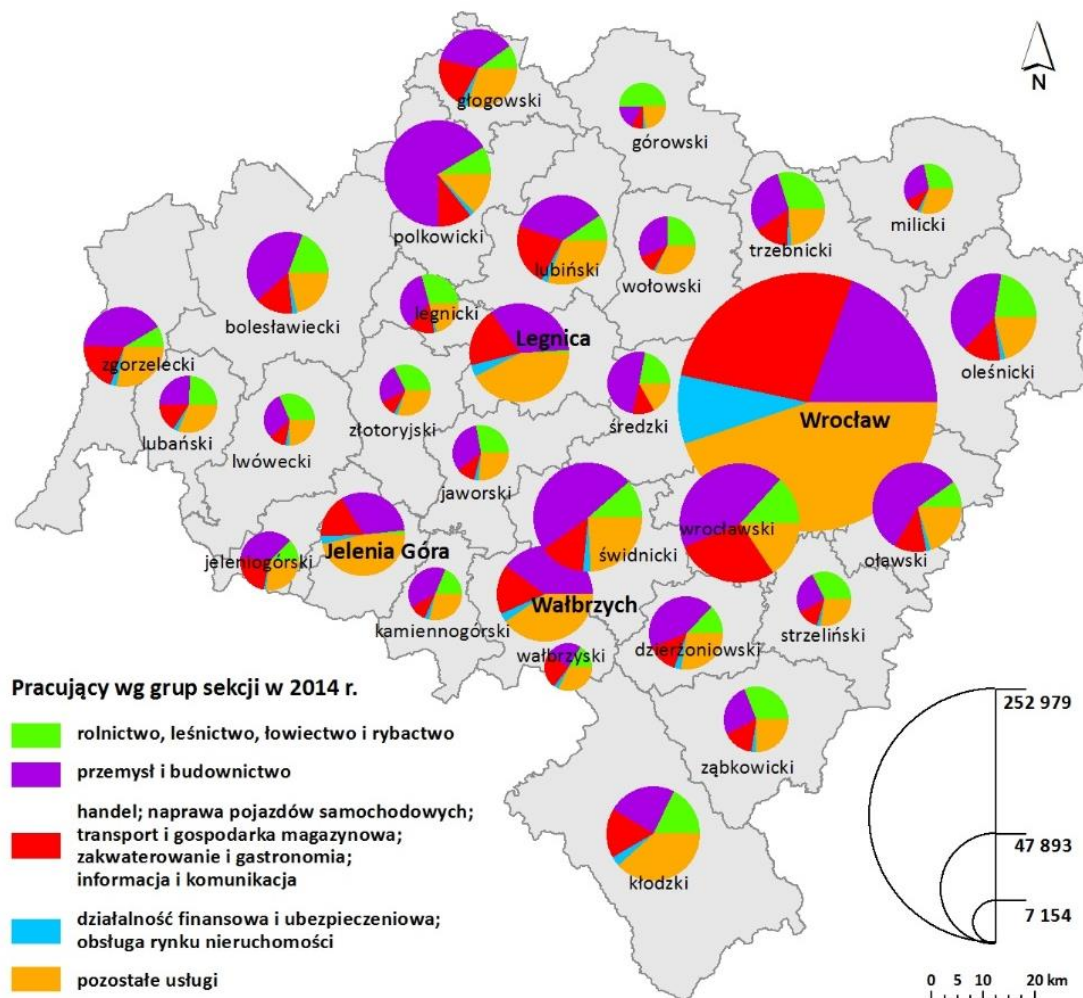 N
głogowski
górowski
milicki
trzebnicki
polkowicki
lubiński
wołowski
bolesławiecki
legnicki
Legnica
oleśnicki
zgorzelecki
średzki
Wrocław
złotoryjski
lubański
lwówecki
jaworski
wrocławski
świdnicki
oławski
jeleniogórski
Jelenia Góra
Wałbrzych
kamiennogórski
strzeliński
dzierżoniowski
wałbrzyski
ząbkowicki
kłodzki
Pracujący wg grup sekcji w 2014 r.
rolnictwo, leśnictwo, łowiectwo i rybactwo
przemysł i budownictwo
handel; naprawa pojazdów samochodowych;
transport i gospodarka magazynowa;
zakwaterowanie i gastronomia;
informacja i komunikacja
działalność finansowa i ubezpieczeniowa;
obsługa rynku nieruchomości
pozostałe usługi
252 979
47 893
7 154
0 5 10 20 km